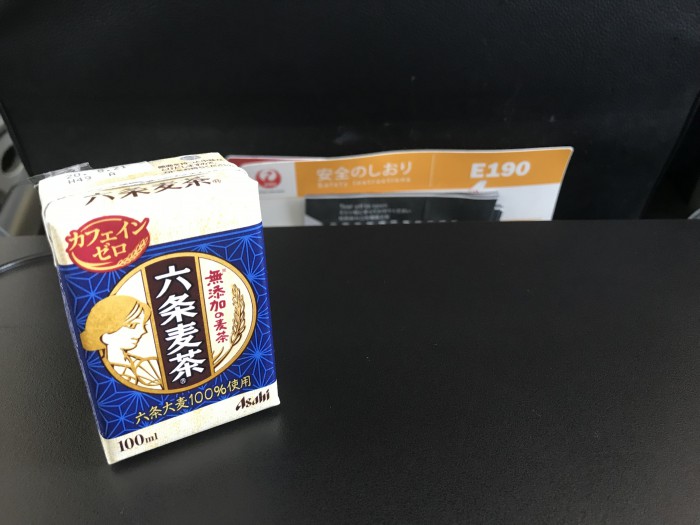 安全のしおり
E190
Safety Instructions
六条麦茶®
カフェイン
ゼロ
無添加の麦茶
六条麦茶®
六条大麦100%使用
Asahi
100ml